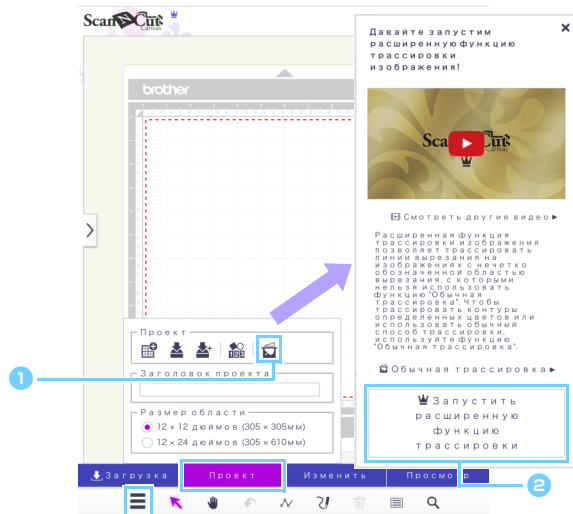 ScanNCut
Canvas
brother
Давайте запустим
расширенную функцию
трассировки
изображения!
Смотреть другие видео ►
Расширенная функция
трассировки изображения
позволяет трассировать
линии вырезания на
изображениях с нечетко
обозначенной областью
вырезания, с которыми
нельзя использовать
функцию "Обычная
трассировка". Чтобы
трассировать контуры
определенных цветов или
использовать обычный
способ трассировки,
используйте функцию
"Обычная трассировка".
Обычная трассировка ►
Запустить
расширенную
функцию
трассировки
Проект
123
Заголовок проекта
Размер области
12 × 12 дюймов (305 × 305мм)
12 × 24 дюймов (305 × 610мм)
1
2
Загрузка Проект Изменить Просмотр